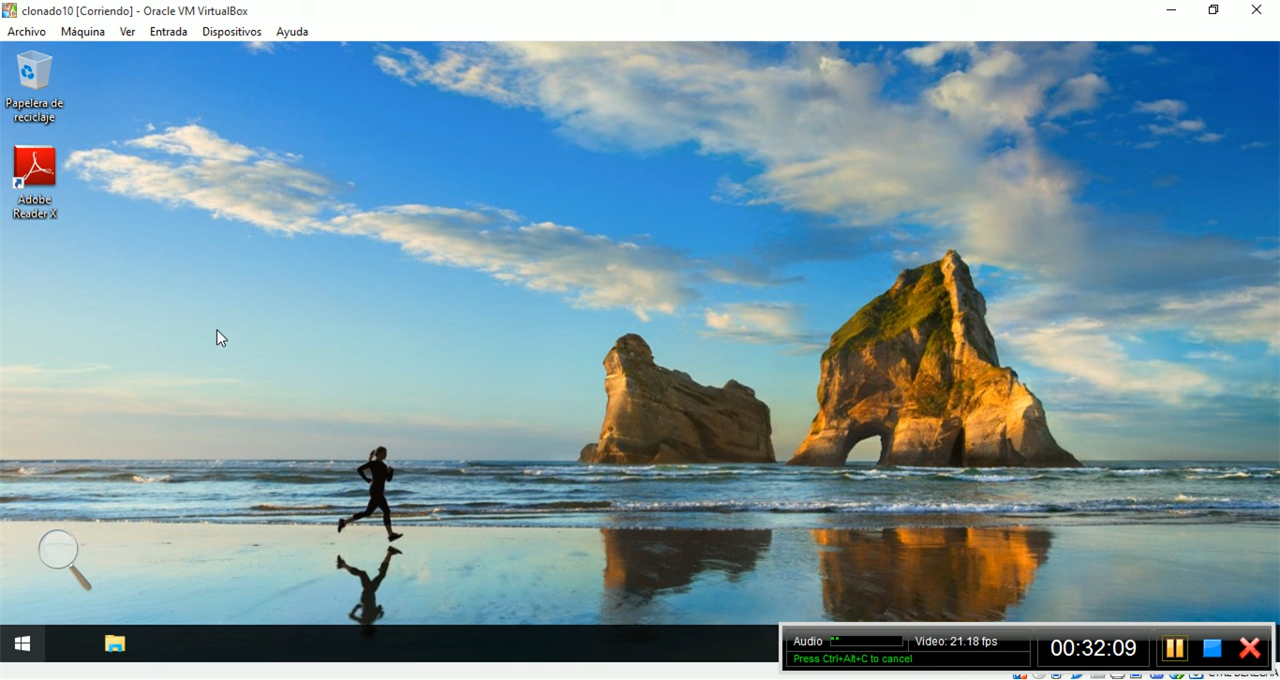 clonado10 [Corriendo] - Oracle VM VirtualBox
Archivo Máquina Ver Entrada Dispositivos Ayuda
Papelera de
reciclaje
Adobe
Reader X
Audio Video: 21.18 fps
Press Ctrl+Alt+C to cancel
00:32:09